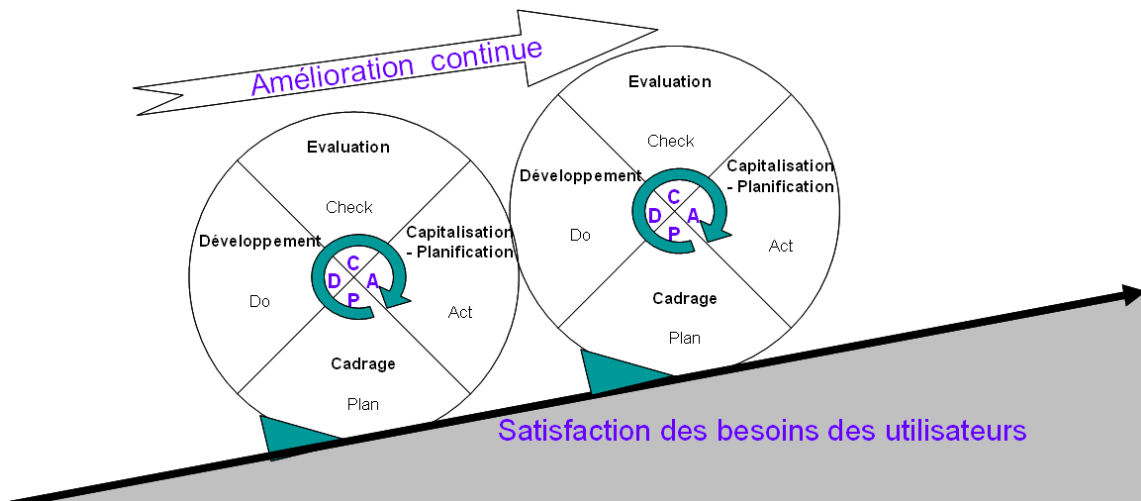 Amélioration continue
Evaluation
Check
Développement
Do
Capitalisation
- Planification
Act
Cadrage
Plan
C
D
A
P
Evaluation
Check
Développement
Do
Capitalisation
- Planification
Act
Cadrage
Plan
C
D
A
P
Satisfaction des besoins des utilisateurs